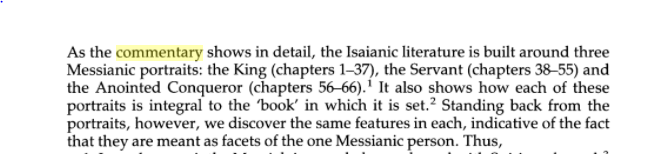 As the commentary shows in detail, the Isaianic literature is built around three
Messianic portraits: the King (chapters 1–37), the Servant (chapters 38–55) and
the Anointed Conqueror (chapters 56–66).¹ It also shows how each of these
portraits is integral to the ‘book’ in which it is set.² Standing back from the
portraits, however, we discover the same features in each, indicative of the fact
that they are meant as facets of the one Messianic person. Thus,